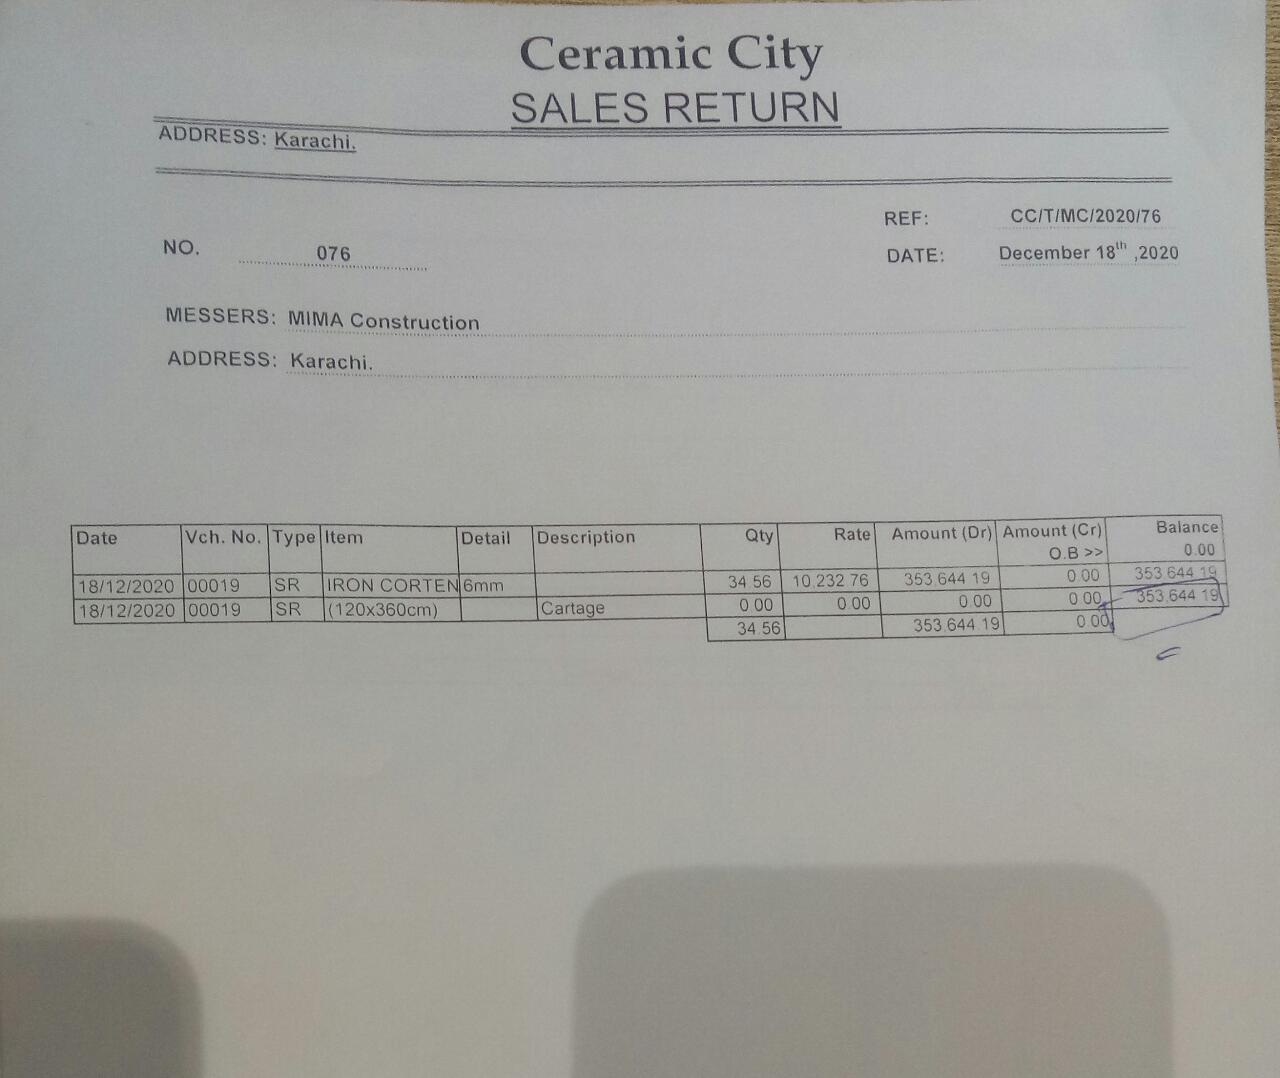 Ceramic City
SALES RETURN
ADDRESS: Karachi.
REF: CC/T/MC/2020/76
NO. 076
DATE: December 18th ,2020
MESSERS: MIMA Construction
ADDRESS: Karachi.
Date Vch. No. Type Item Detail Description Qty Rate Amount (Dr) Amount (Cr) Balance
O.B >> 0.00
18/12/2020 00019 SR IRON CORTEN 6mm 34.56 10,232.76 353,644.19 0.00 353,644.19
18/12/2020 00019 SR (120x360cm) Cartage 0.00 0.00 0.00 0.00 353,644.19
34.56 353,644.19 0.00